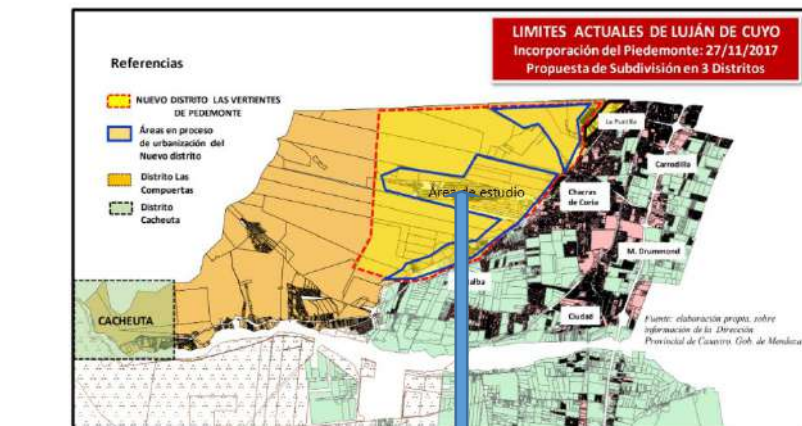 LIMITES ACTUALES DE LUJÁN DE CUYO
Incorporación del Piedemonte: 27/11/2017
Propuesta de Subdivisión en 3 Distritos
Referencias
NUEVO DISTRITO LAS VERTIENTES
DE PEDEMONTE
Áreas en proceso
de urbanización del
Nuevo distrito
Distrito Las
Compuertas
Distrito
Cacheuta
La Puntilla
Carrodilla
Área de estudio
Chacras
de Coria
M. Drummond
alba
CACHEUTA
Ciudad
Fuente: elaboración propia, sobre
información de la Dirección
Provincial de Catastro, Gob. de Mendoza